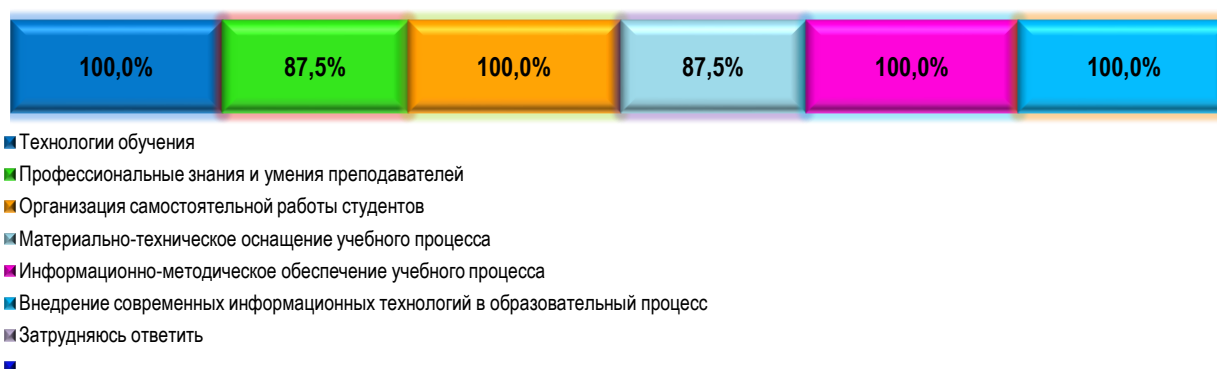 100,0% 87,5% 100,0% 87,5% 100,0% 100,0%
Технологии обучения
Профессиональные знания и умения преподавателей
Организация самостоятельной работы студентов
Материально-техническое оснащение учебного процесса
Информационно-методическое обеспечение учебного процесса
Внедрение современных информационных технологий в образовательный процесс
Затрудняюсь ответить